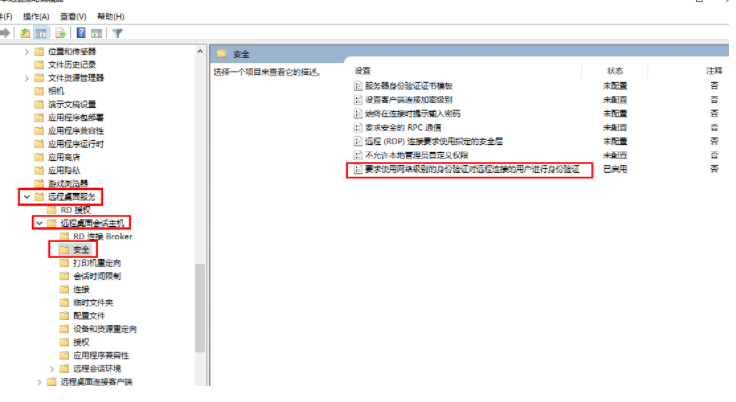 件(F) 操作(A) 查看(V) 帮助(H)
位置和传感器
文件历史记录
文件资源管理器
相机
演示文稿设置
应用程序包部署
应用程序兼容性
应用程序运行时
应用商店
应用隐私
游戏浏览器
远程桌面服务
RD 授权
远程桌面会话主机
RD 连接 Broker
安全
打印机重定向
会话时间限制
连接
临时文件夹
配置文件
设备和资源重定向
授权
应用程序兼容性
远程会话环境
远程桌面连接客户端
安全
选择一个项目来查看它的描述。
设置 状态 注释
服务器身份验证证书模板 未配置 否
设置客户端连接加密级别 未配置 否
始终在连接时提示输入密码 未配置 否
要求安全的 RPC 通信 未配置 否
远程 (RDP) 连接要求使用指定的安全层 未配置 否
不允许本地管理员自定义权限 未配置 否
要求使用网络级别的身份验证对远程连接的用户进行身份验证 已启用 否